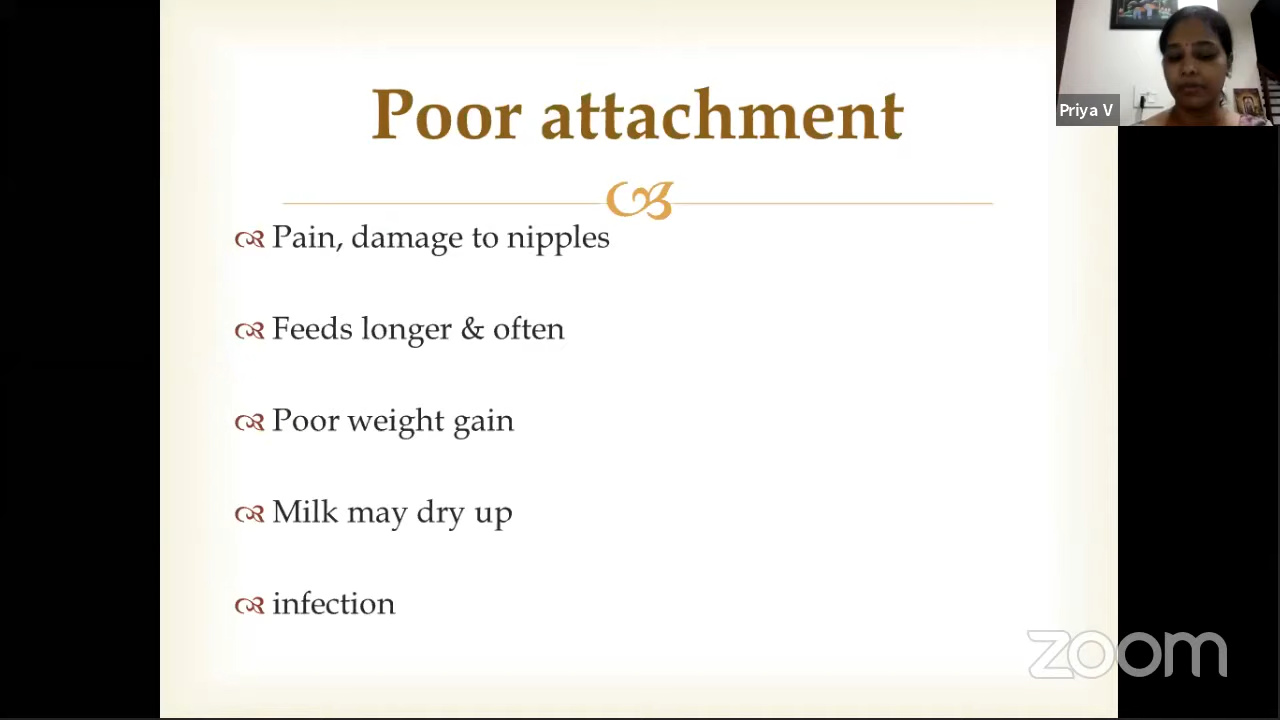 Poor attachment
Pain, damage to nipples
Feeds longer & often
Poor weight gain
Milk may dry up
infection
Priya V
zoom